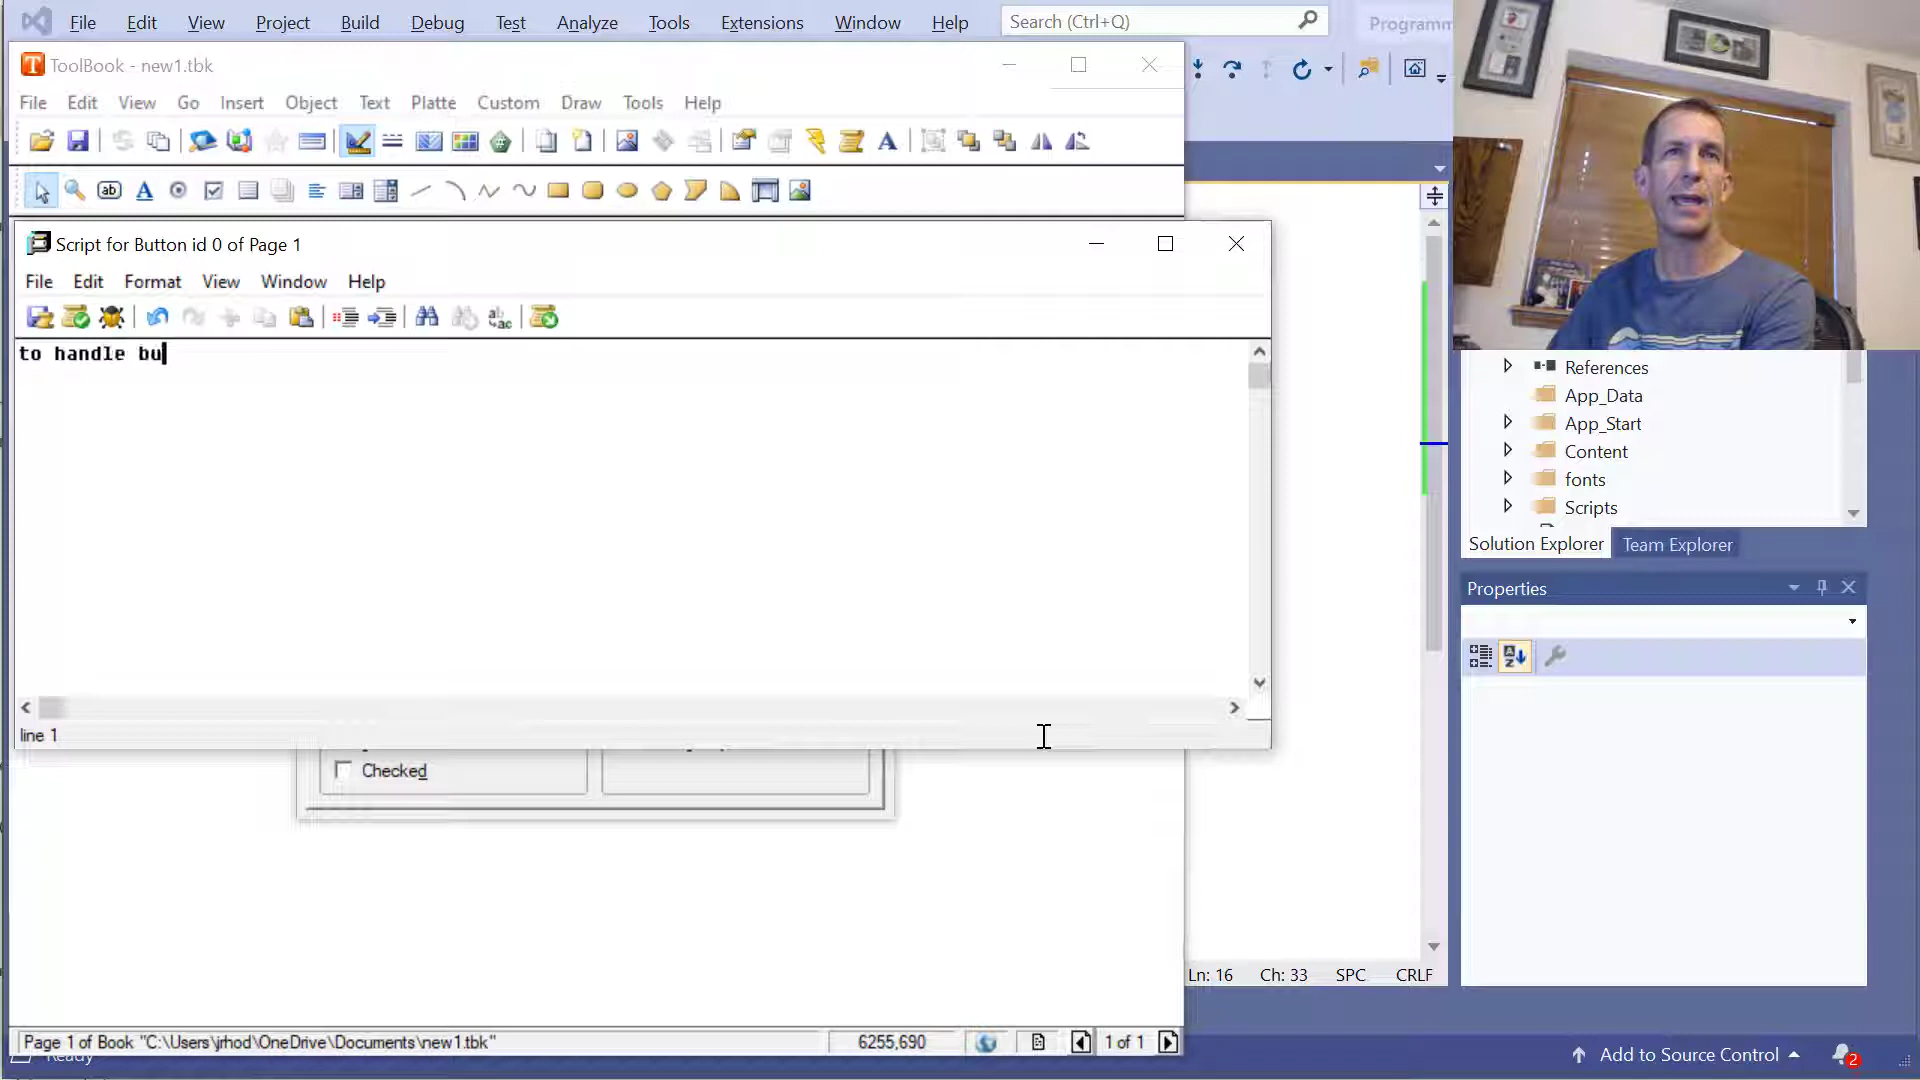 File Edit View Project Build Debug Test Analyze Tools Extensions Window Help Search (Ctrl+Q) Programm
ToolBook - new1.tbk
File Edit View Go Insert Object Text Platte Custom Draw Tools Help
Script for Button id 0 of Page 1
File Edit Format View Window Help
to handle bu
line 1
Checked
References
App_Data
App_Start
Content
fonts
Scripts
Solution Explorer Team Explorer
Properties
Ln: 16 Ch: 33 SPC CRLF
Page 1 of Book "C:\Users\jrhod\OneDrive\Documents\new1.tbk" 6255,690 1 of 1
Ready Add to Source Control 2